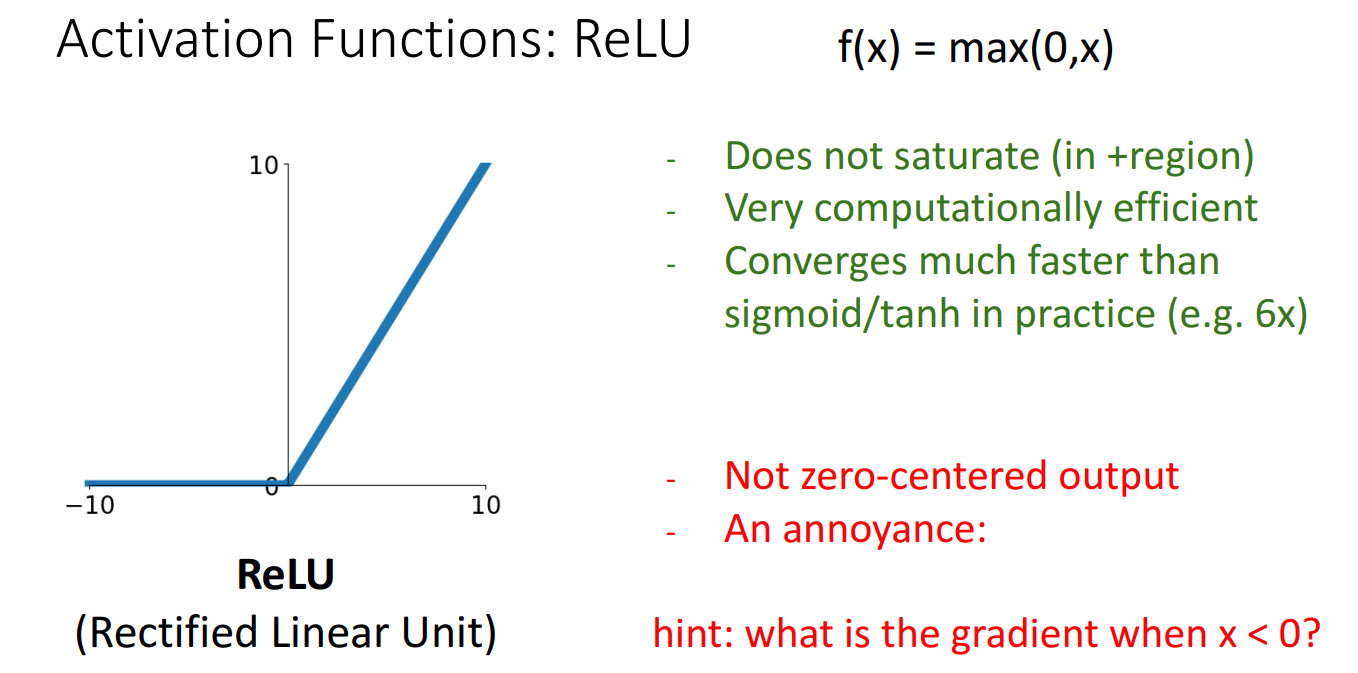 Activation Functions: ReLU
f(x) = max(0,x)
10
0
−10
10
ReLU
(Rectified Linear Unit)
- Does not saturate (in +region)
- Very computationally efficient
- Converges much faster than
sigmoid/tanh in practice (e.g. 6x)
- Not zero-centered output
- An annoyance:
hint: what is the gradient when x < 0?